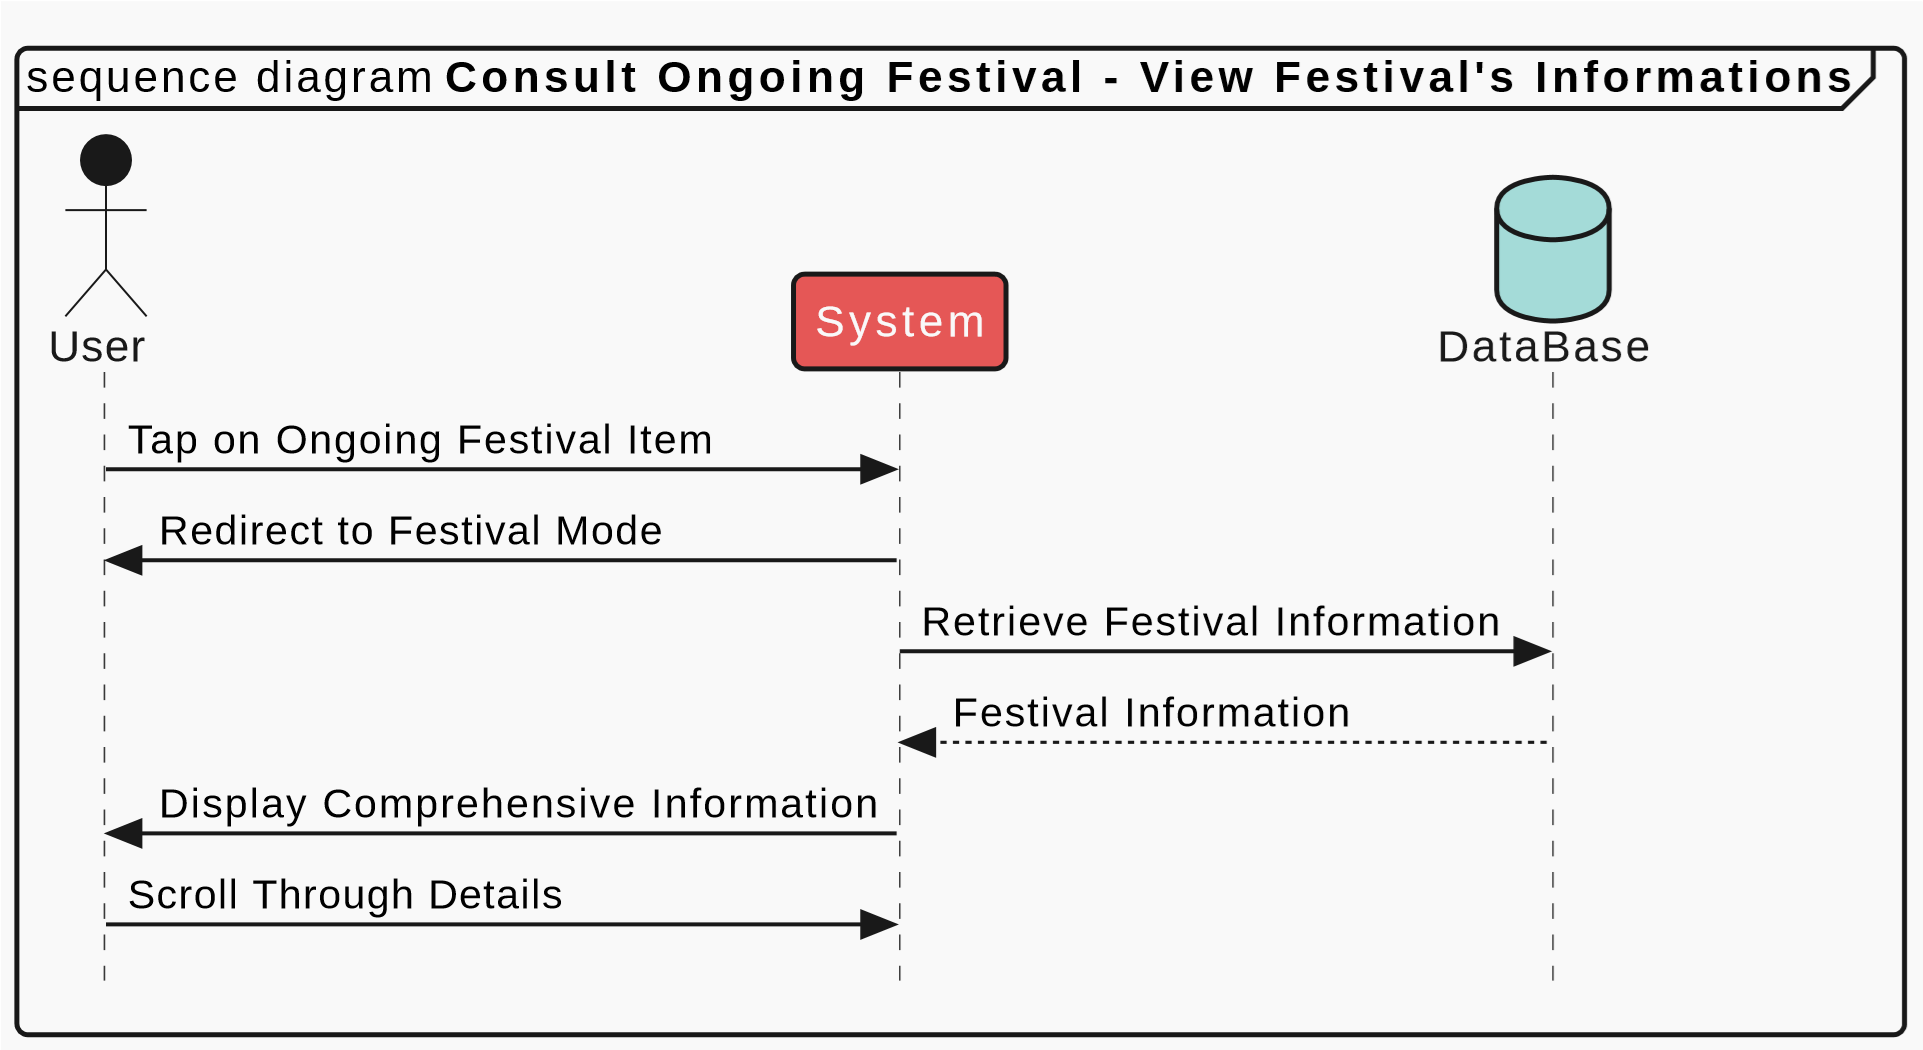 sequence diagram Consult Ongoing Festival - View Festival's Informations
User
System
DataBase
Tap on Ongoing Festival Item
Redirect to Festival Mode
Retrieve Festival Information
Festival Information
Display Comprehensive Information
Scroll Through Details